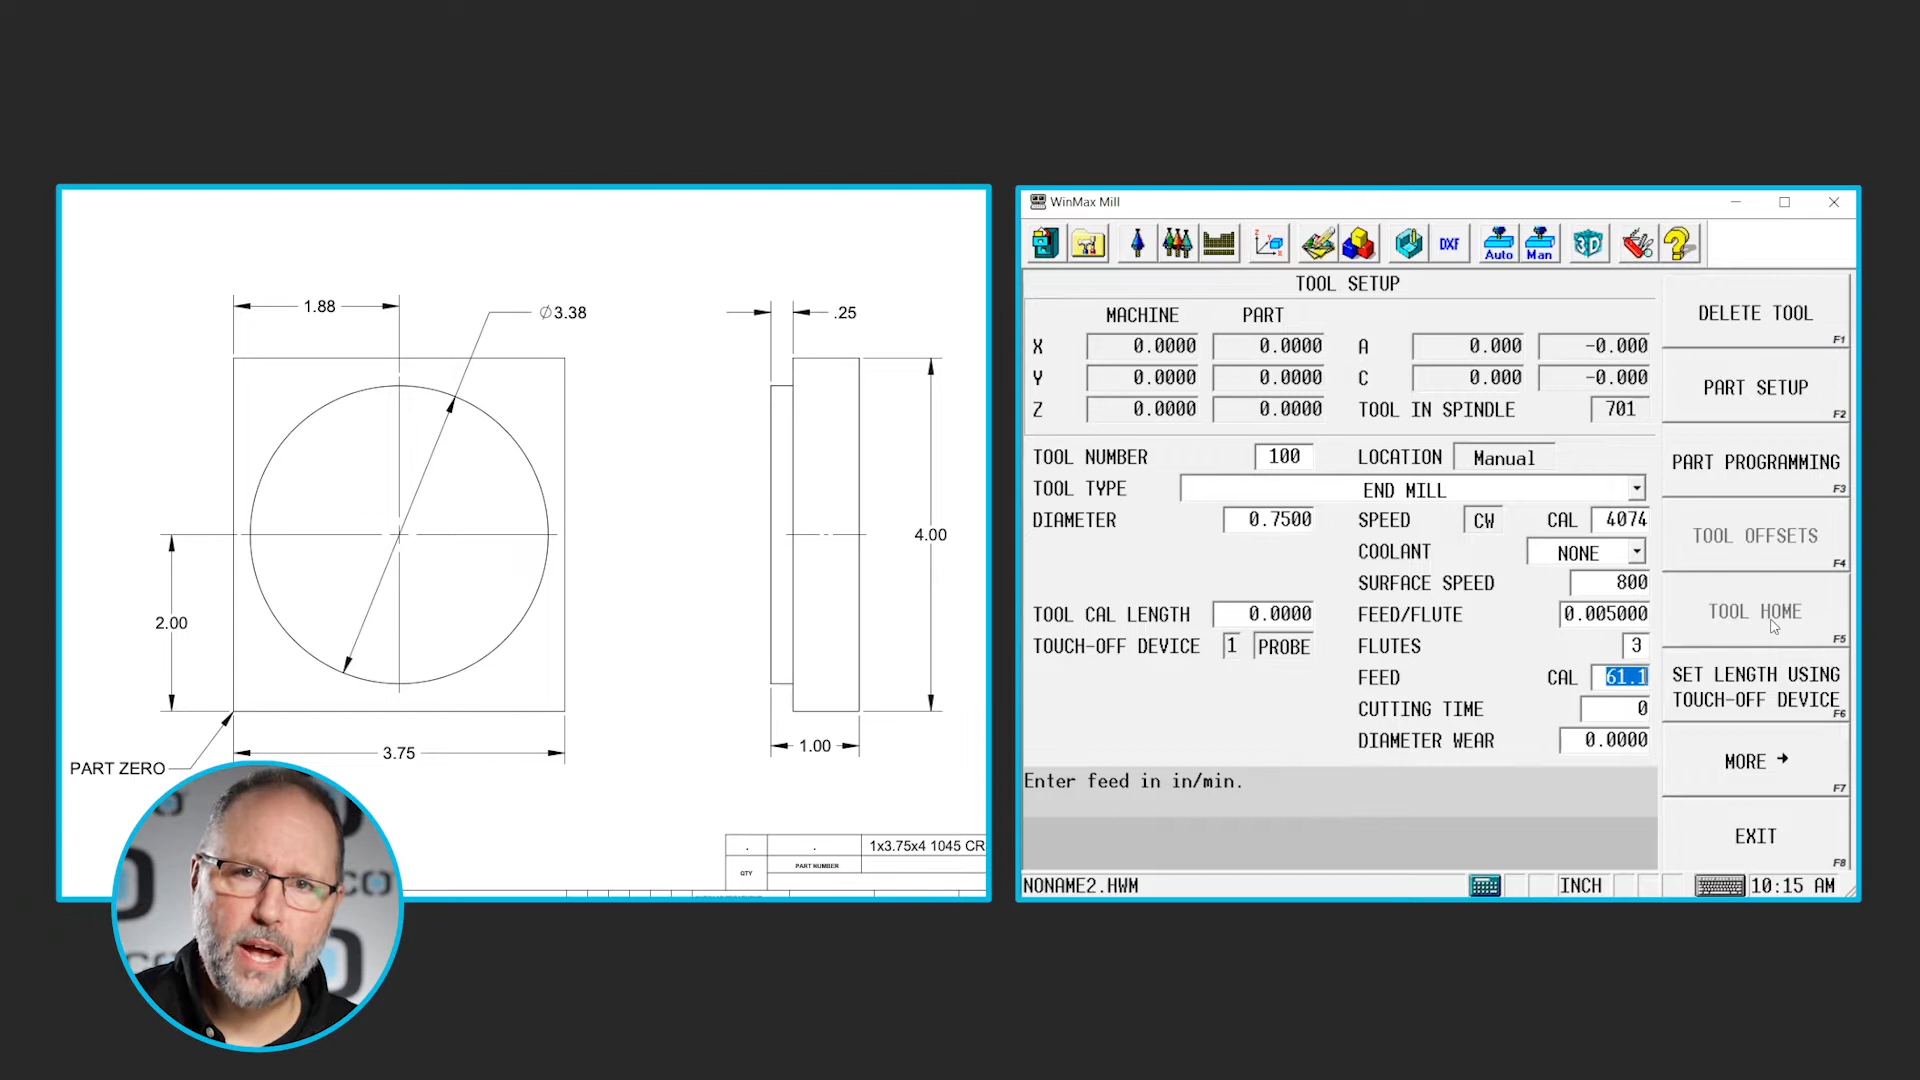 1.88
∅3.38
.25
4.00
2.00
1.00
3.75
PART ZERO
. . 1x3.75x4 1045 CR
QTY PART NUMBER
CO
WinMax Mill
DXF Auto Man 3D
TOOL SETUP
MACHINE PART
X 0.0000 0.0000 A 0.000 -0.000
Y 0.0000 0.0000 C 0.000 -0.000
Z 0.0000 0.0000 TOOL IN SPINDLE 701
TOOL NUMBER 100 LOCATION Manual
TOOL TYPE END MILL
DIAMETER 0.7500 SPEED CW CAL 4074
COOLANT NONE
SURFACE SPEED 800
TOOL CAL LENGTH 0.0000 FEED/FLUTE 0.005000
TOUCH-OFF DEVICE 1 PROBE FLUTES 3
FEED CAL 61.1
CUTTING TIME 0
DIAMETER WEAR 0.0000
Enter feed in in/min.
DELETE TOOL
F1
PART SETUP
F2
PART PROGRAMMING
F3
TOOL OFFSETS
F4
TOOL HOME
F5
SET LENGTH USING
TOUCH-OFF DEVICE
F6
MORE →
F7
EXIT
F8
NONAME2.HWM INCH 10:15 AM